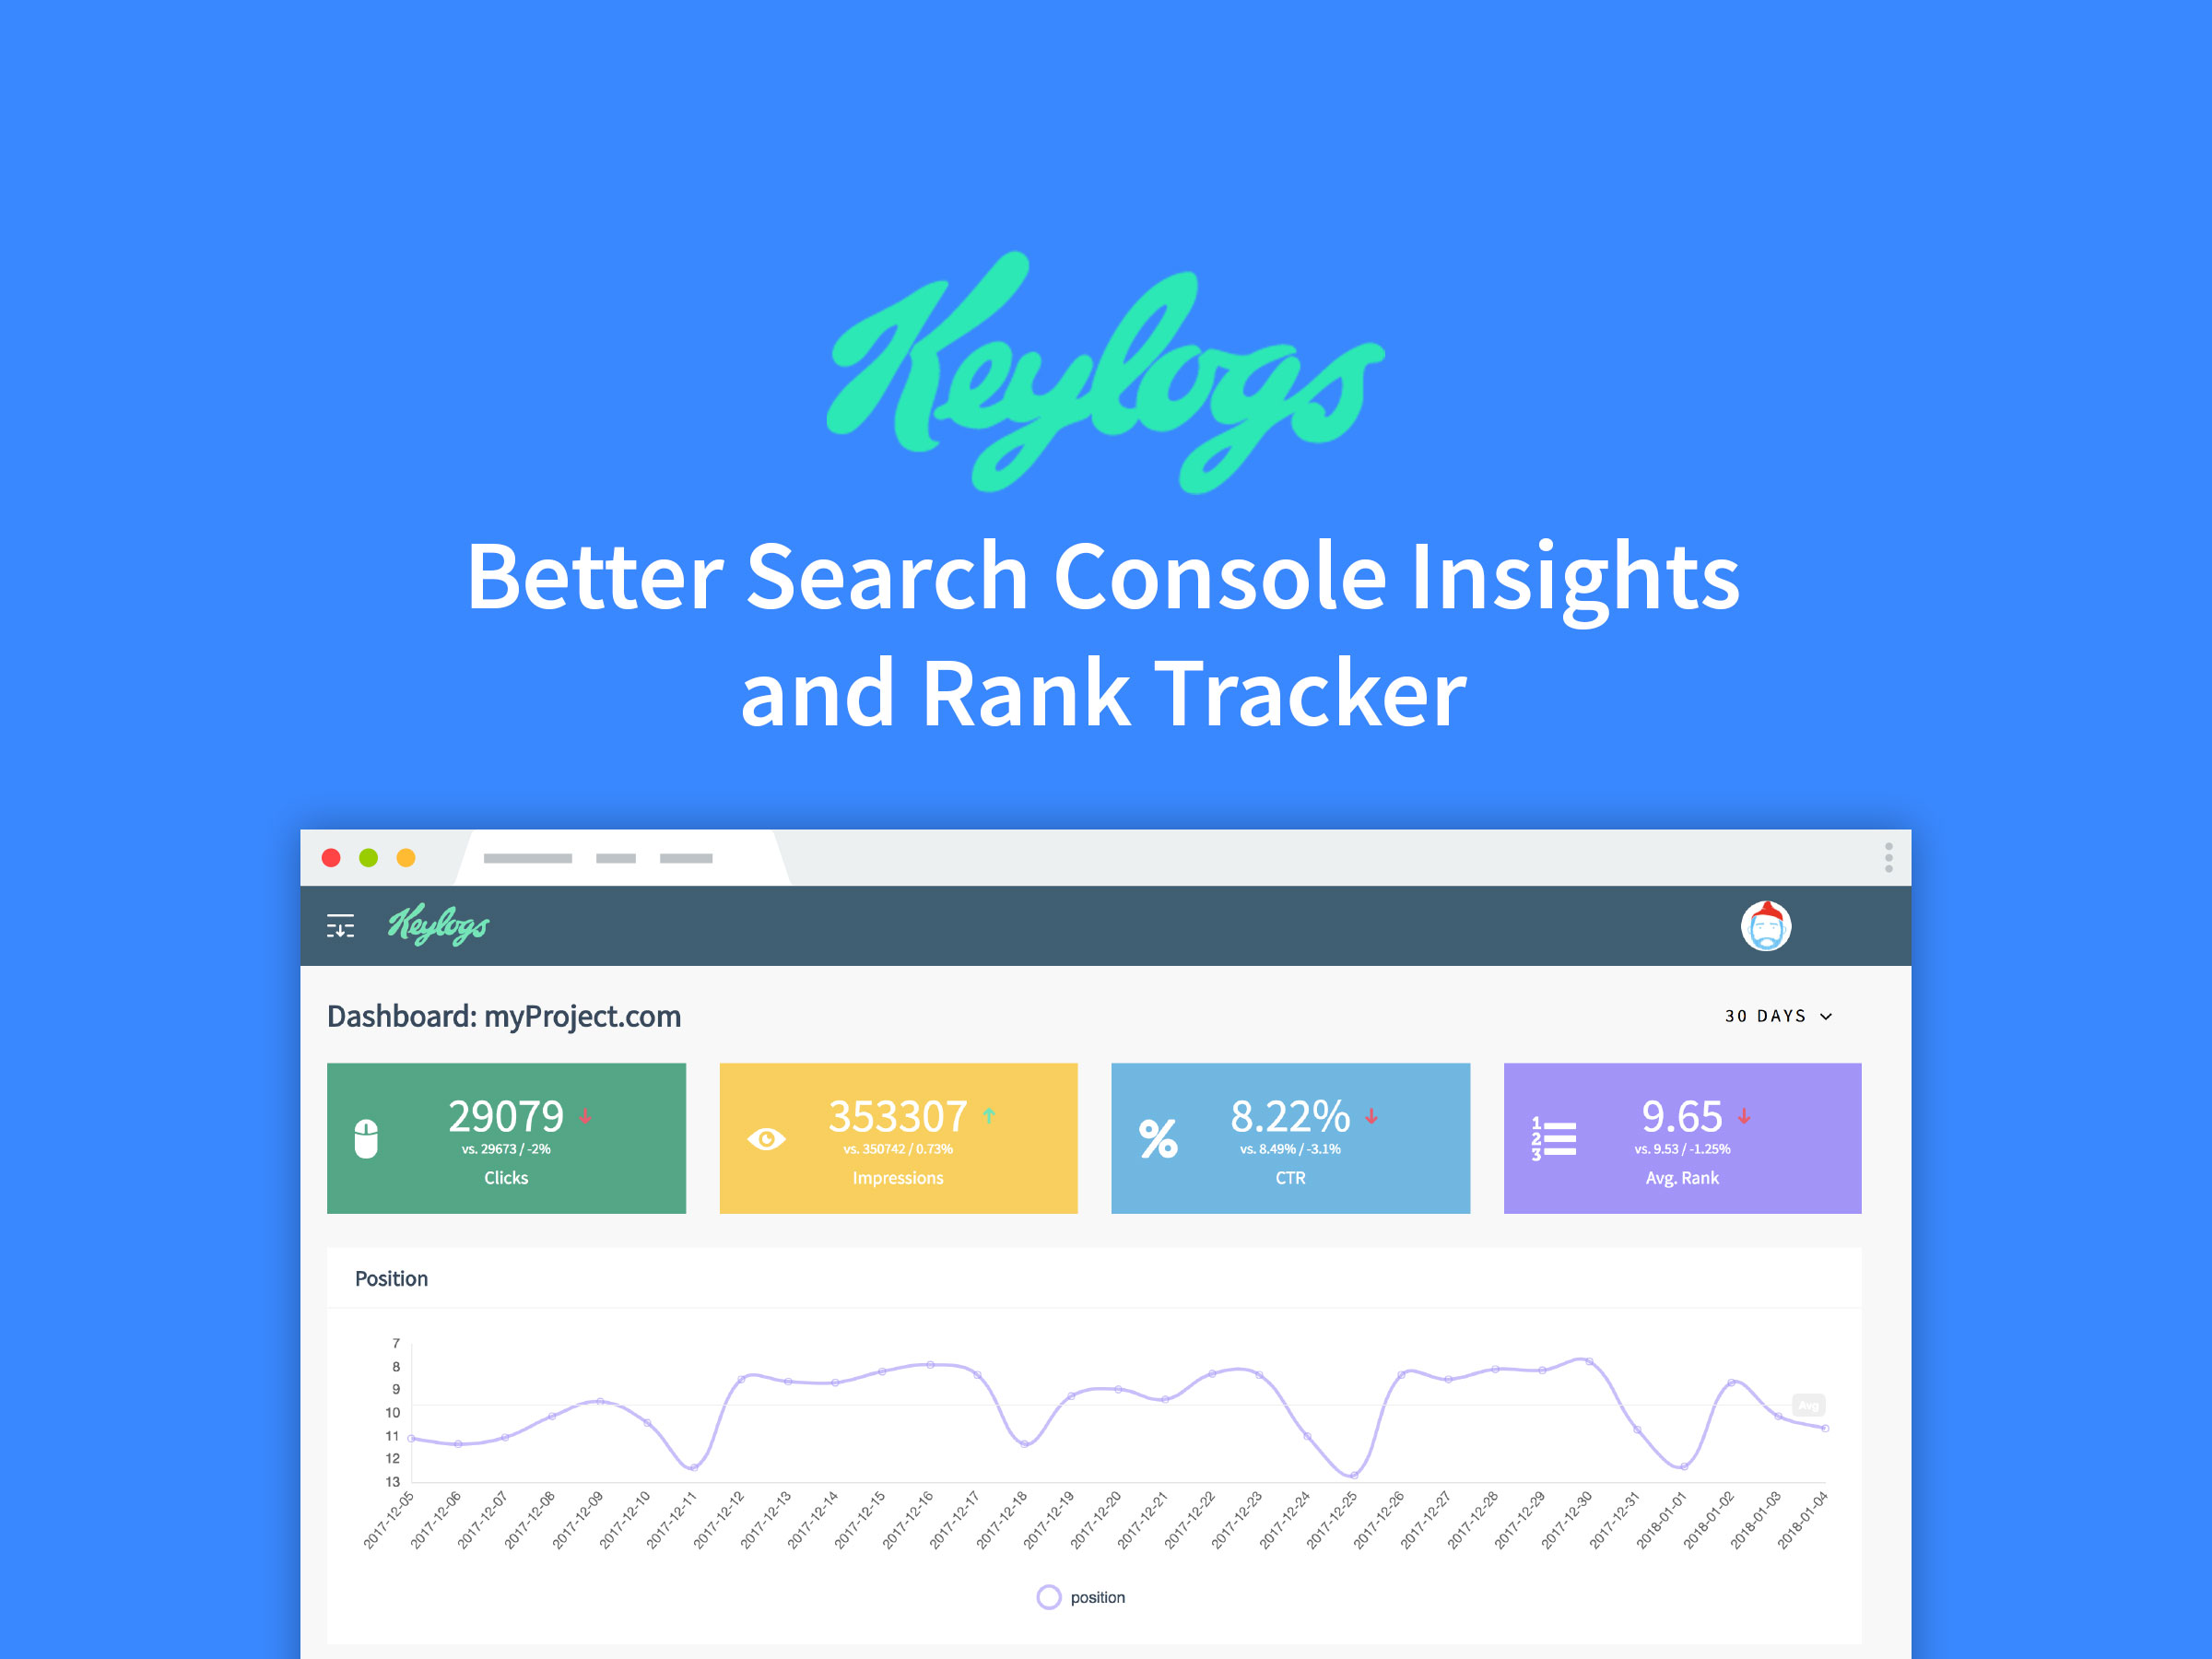 Keylogs
Better Search Console Insights
and Rank Tracker
Keylogs
Dashboard: myProject.com
30 DAYS
29079
vs. 29673 / -2%
Clicks
353307
vs. 350742 / 0.73%
Impressions
%
8.22%
vs. 8.49% / -3.1%
CTR
1
2
3
9.65
vs. 9.53 / -1.25%
Avg. Rank
Position
7
8
9
10
11
12
13
Avg
2017-12-05
2017-12-06
2017-12-07
2017-12-08
2017-12-09
2017-12-10
2017-12-11
2017-12-12
2017-12-13
2017-12-14
2017-12-15
2017-12-16
2017-12-17
2017-12-18
2017-12-19
2017-12-20
2017-12-21
2017-12-22
2017-12-23
2017-12-24
2017-12-25
2017-12-26
2017-12-27
2017-12-28
2017-12-29
2017-12-30
2017-12-31
2018-01-01
2018-01-02
2018-01-03
2018-01-04
position